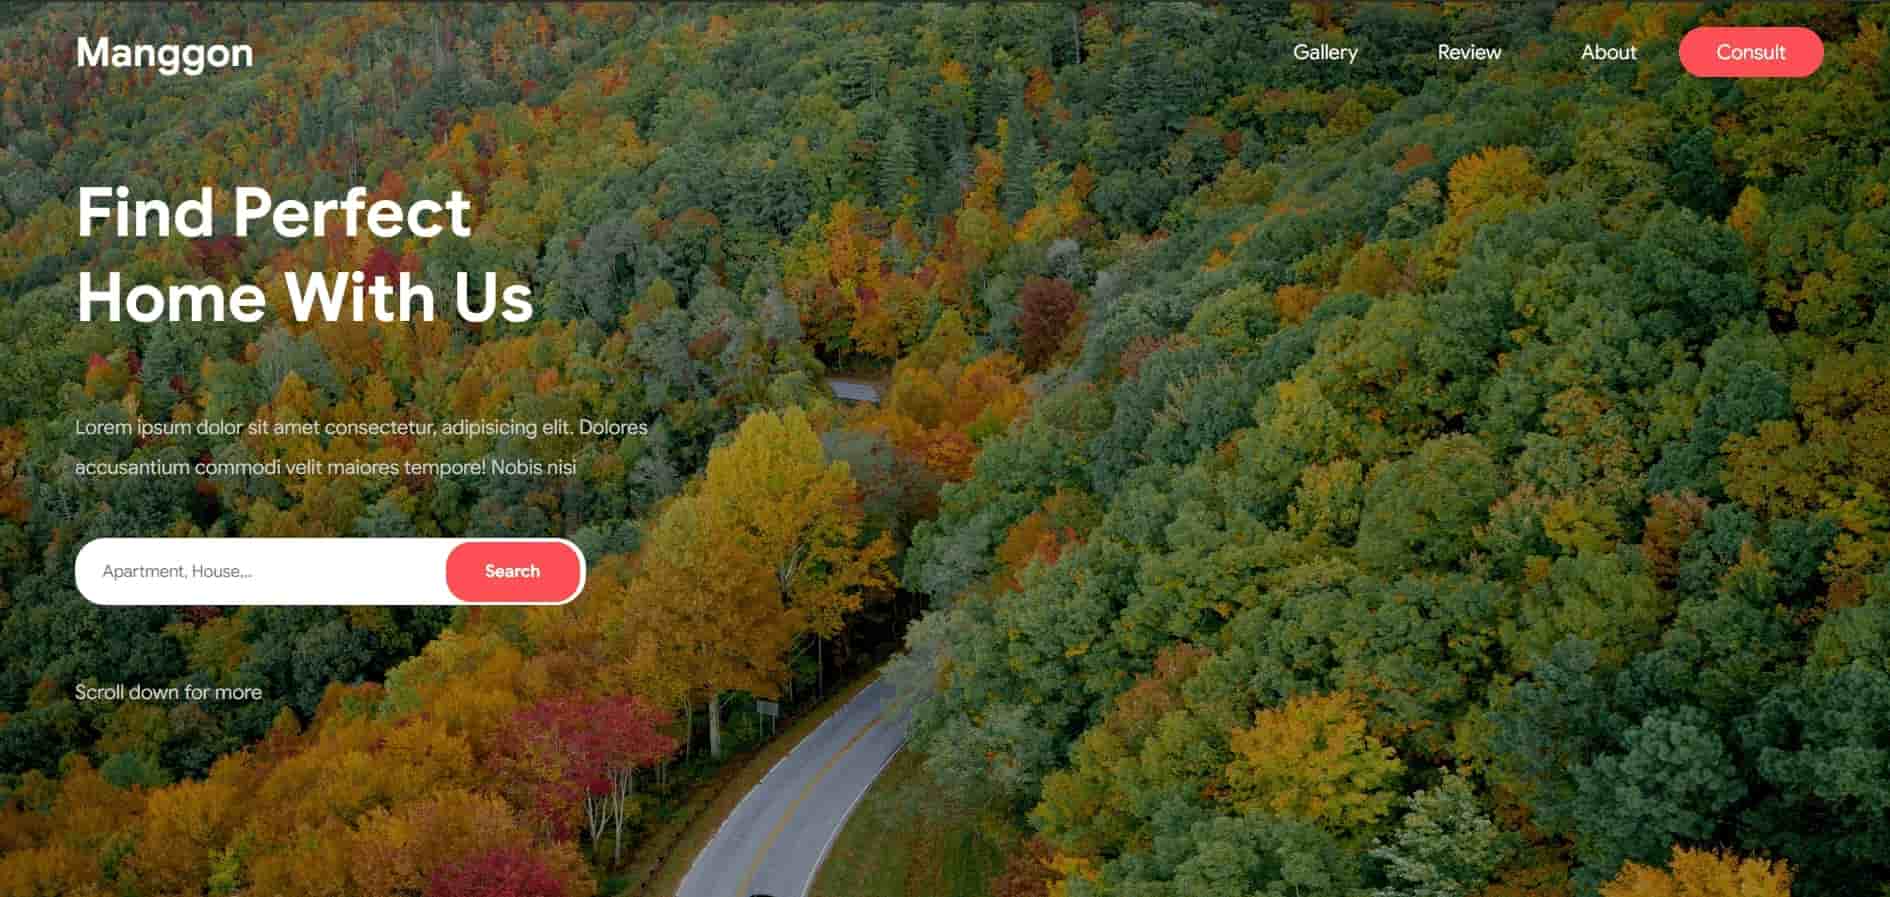 Manggon
Gallery
Review
About
Consult
Find Perfect
Home With Us
Lorem ipsum dolor sit amet consectetur, adipisicing elit. Dolores
accusantium commodi velit maiores tempore! Nobis nisi
Apartment, House,..
Search
Scroll down for more